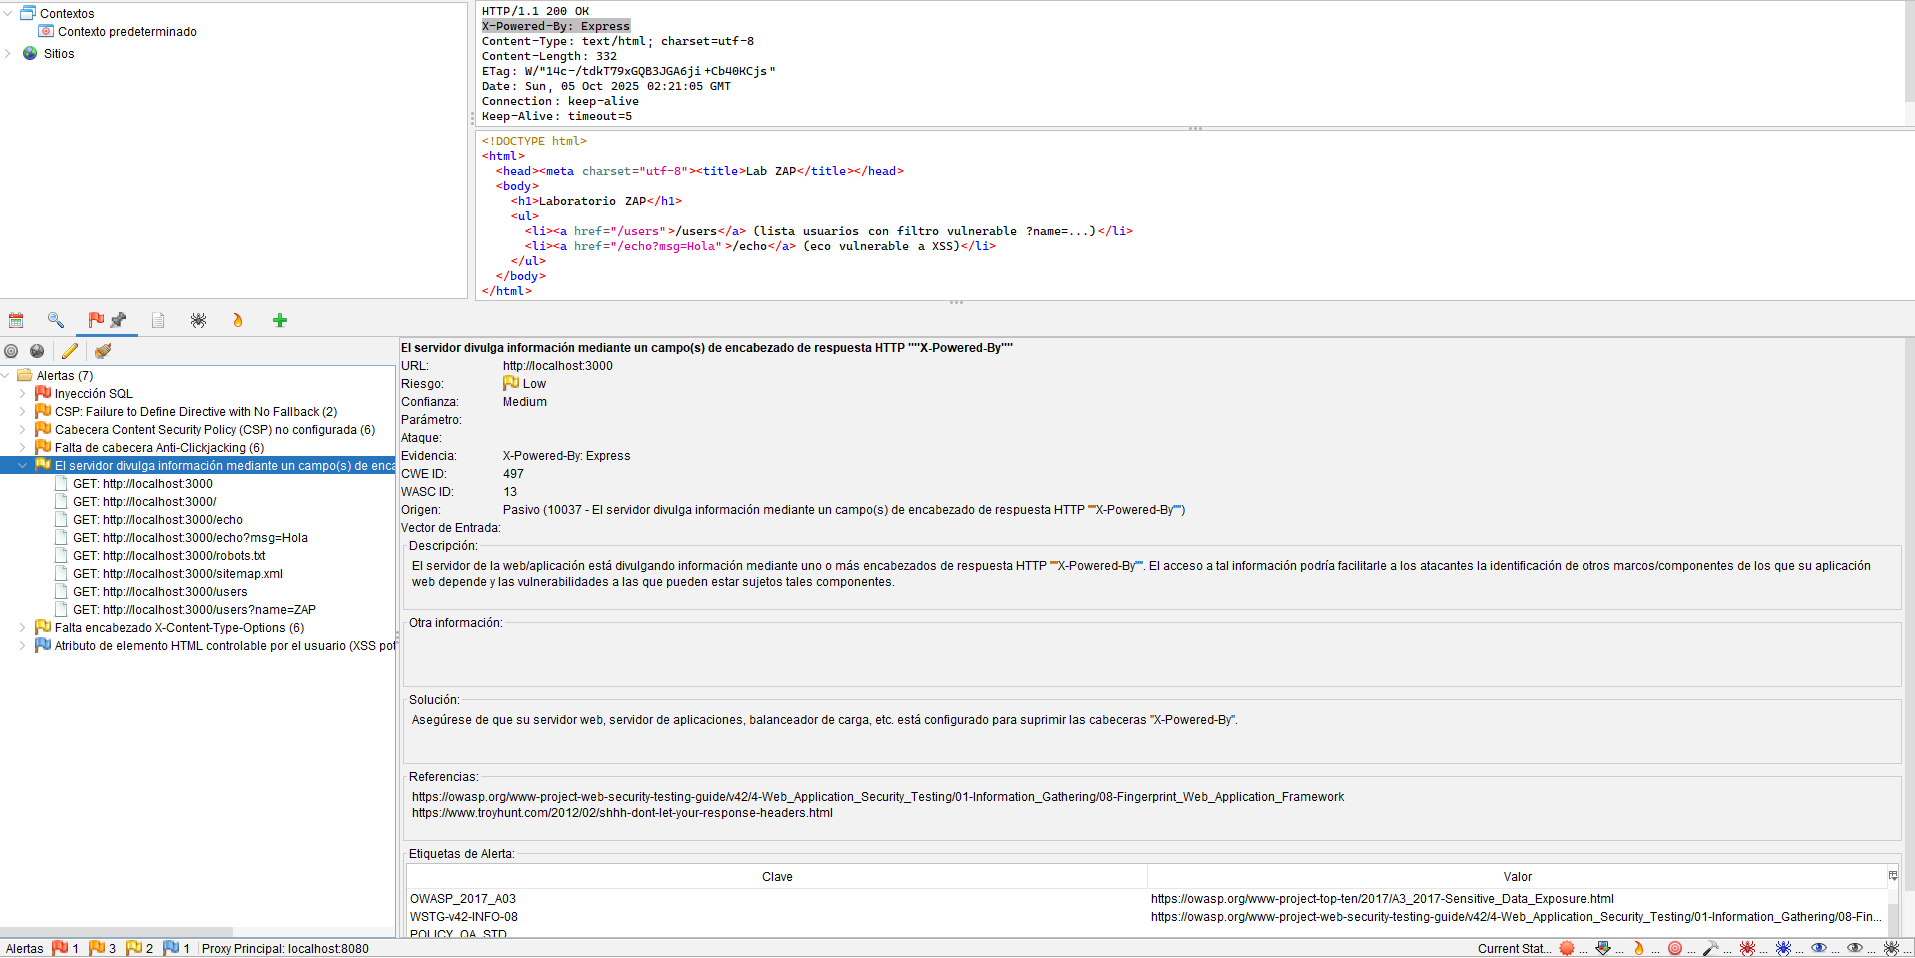 Contextos
Contexto predeterminado
Sitios
HTTP/1.1 200 OK
X-Powered-By: Express
Content-Type: text/html; charset=utf-8
Content-Length: 332
ETag: W/"14c-/tdkT79xGQB3JGA6ji+Cb40KCjs"
Date: Sun, 05 Oct 2025 02:21:05 GMT
Connection: keep-alive
Keep-Alive: timeout=5
<!DOCTYPE html>
<html>
<head><meta charset="utf-8"><title>Lab ZAP</title></head>
<body>
<h1>Laboratorio ZAP</h1>
<ul>
<li><a href="/users">/users</a> (lista usuarios con filtro vulnerable ?name=...)</li>
<li><a href="/echo?msg=Hola">/echo</a> (eco vulnerable a XSS)</li>
</ul>
</body>
</html>
Alertas (7)
Inyección SQL
CSP: Failure to Define Directive with No Fallback (2)
Cabecera Content Security Policy (CSP) no configurada (6)
Falta de cabecera Anti-Clickjacking (6)
El servidor divulga información mediante un campo(s) de enca
GET: http://localhost:3000
GET: http://localhost:3000/
GET: http://localhost:3000/echo
GET: http://localhost:3000/echo?msg=Hola
GET: http://localhost:3000/robots.txt
GET: http://localhost:3000/sitemap.xml
GET: http://localhost:3000/users
GET: http://localhost:3000/users?name=ZAP
Falta encabezado X-Content-Type-Options (6)
Atributo de elemento HTML controlable por el usuario (XSS pot
El servidor divulga información mediante un campo(s) de encabezado de respuesta HTTP ""X-Powered-By""
URL: http://localhost:3000
Riesgo: Low
Confianza: Medium
Parámetro:
Ataque:
Evidencia: X-Powered-By: Express
CWE ID: 497
WASC ID: 13
Origen: Pasivo (10037 - El servidor divulga información mediante un campo(s) de encabezado de respuesta HTTP ""X-Powered-By"")
Vector de Entrada:
Descripción:
El servidor de la web/aplicación está divulgando información mediante uno o más encabezados de respuesta HTTP ""X-Powered-By"". El acceso a tal información podría facilitarle a los atacantes la identificación de otros marcos/componentes de los que su aplicación
web depende y las vulnerabilidades a las que pueden estar sujetos tales componentes.
Otra información:
Solución:
Asegúrese de que su servidor web, servidor de aplicaciones, balanceador de carga, etc. está configurado para suprimir las cabeceras "X-Powered-By".
Referencias:
https://owasp.org/www-project-web-security-testing-guide/v42/4-Web_Application_Security_Testing/01-Information_Gathering/08-Fingerprint_Web_Application_Framework
https://www.troyhunt.com/2012/02/shhh-dont-let-your-response-headers.html
Etiquetas de Alerta:
Clave Valor
OWASP_2017_A03 https://owasp.org/www-project-top-ten/2017/A3_2017-Sensitive_Data_Exposure.html
WSTG-v42-INFO-08 https://owasp.org/www-project-web-security-testing-guide/v42/4-Web_Application_Security_Testing/01-Information_Gathering/08-Fin...
POLICY_QA_STD
Alertas 1 3 2 1 Proxy Principal: localhost:8080 Current Stat... ... ... ... ... ... ... ... ... ... ...